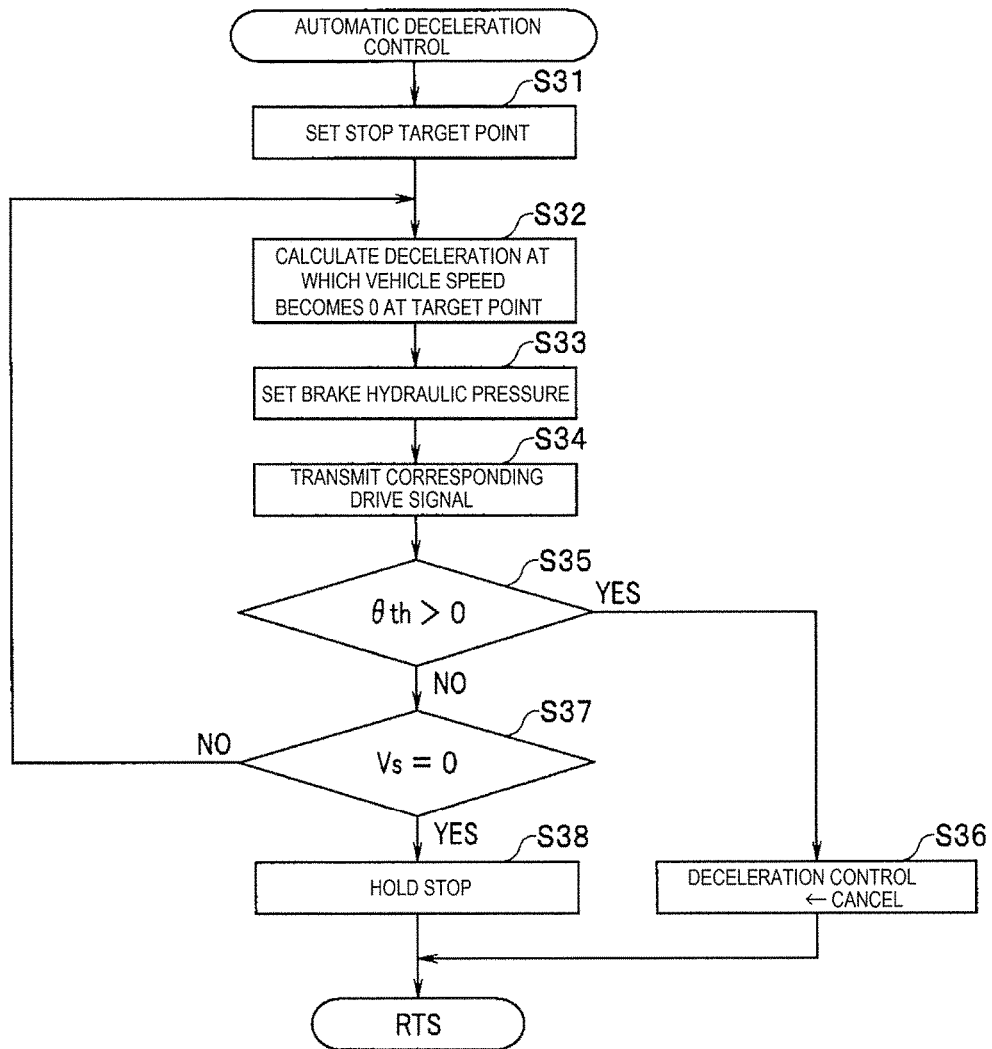 AUTOMATIC DECELERATION
CONTROL
S31
SET STOP TARGET POINT
S32
CALCULATE DECELERATION AT
WHICH VEHICLE SPEED
BECOMES 0 AT TARGET POINT
S33
SET BRAKE HYDRAULIC PRESSURE
S34
TRANSMIT CORRESPONDING
DRIVE SIGNAL
S35
θth > 0
YES
NO
S37
Vs = 0
NO
YES
S38
HOLD STOP
S36
DECELERATION CONTROL
← CANCEL
RTS